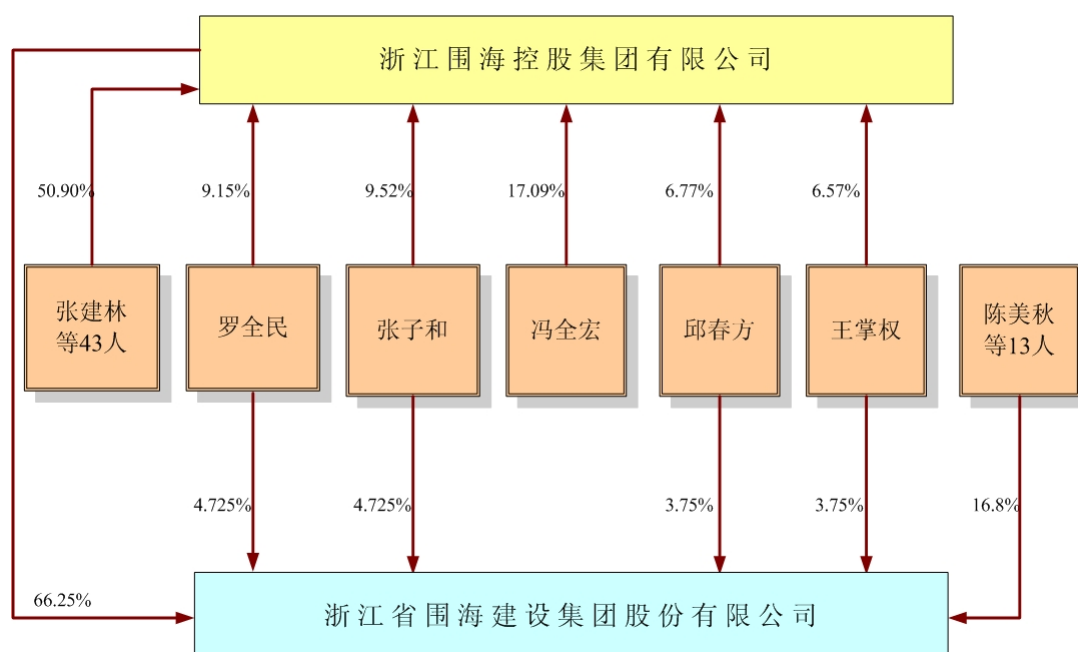 浙江围海控股集团有限公司
50.90%
9.15%
9.52%
17.09%
6.77%
6.57%
张建林
等43人
罗全民
张子和
冯全宏
邱春方
王掌权
陈美秋
等13人
4.725%
4.725%
3.75%
3.75%
16.8%
66.25%
浙江省围海建设集团股份有限公司